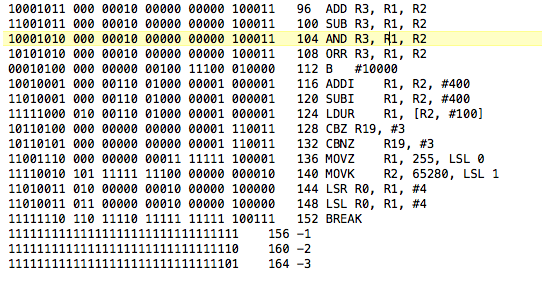 10001011 000 00010 00000 00000 100011    96 ADD R3, R1, R2
11001011 000 00010 00000 00000 100011    100 SUB R3, R1, R2
10001010 000 00010 00000 00000 100011    104 AND R3, R1, R2
10101010 000 00010 00000 00000 100011    108 ORR R3, R1, R2
00010100 000 00000 00100 11100 010000    112 B   #10000
10010001 000 00110 01000 00001 000001    116 ADDI    R1, R2, #400
11010001 000 00110 01000 00001 000001    120 SUBI    R1, R2, #400
11111000 010 00110 01000 00001 000001    124 LDUR    R1, [R2, #100]
10110100 000 00000 00000 00001 110011    128 CBZ R19, #3
10110101 000 00000 00000 00001 110011    132 CBNZ    R19, #3
11001110 000 00000 00011 11111 100001    136 MOVZ    R1, 255, LSL 0
11110010 101 11111 11100 00000 000010    140 MOVK    R2, 65280, LSL 1
11010011 010 00000 00010 00000 100000    144 LSR R0, R1, #4
11010011 011 00000 00010 00000 100000    148 LSL R0, R1, #4
11111110 110 11110 11111 11111 100111    152 BREAK
11111111111111111111111111111111    156 -1
11111111111111111111111111111110    160 -2
11111111111111111111111111111101    164 -3